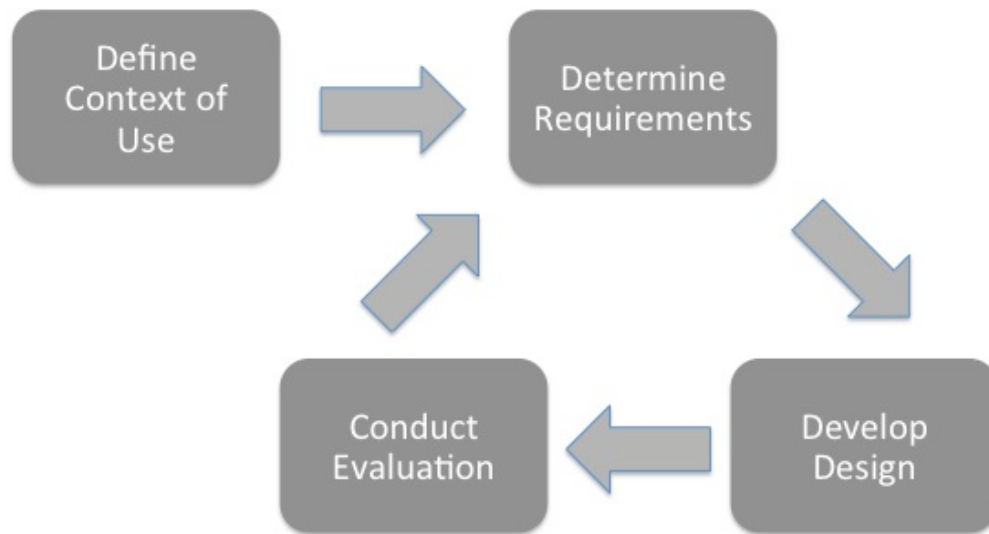 Define
Context of
Use
Determine
Requirements
Conduct
Evaluation
Develop
Design